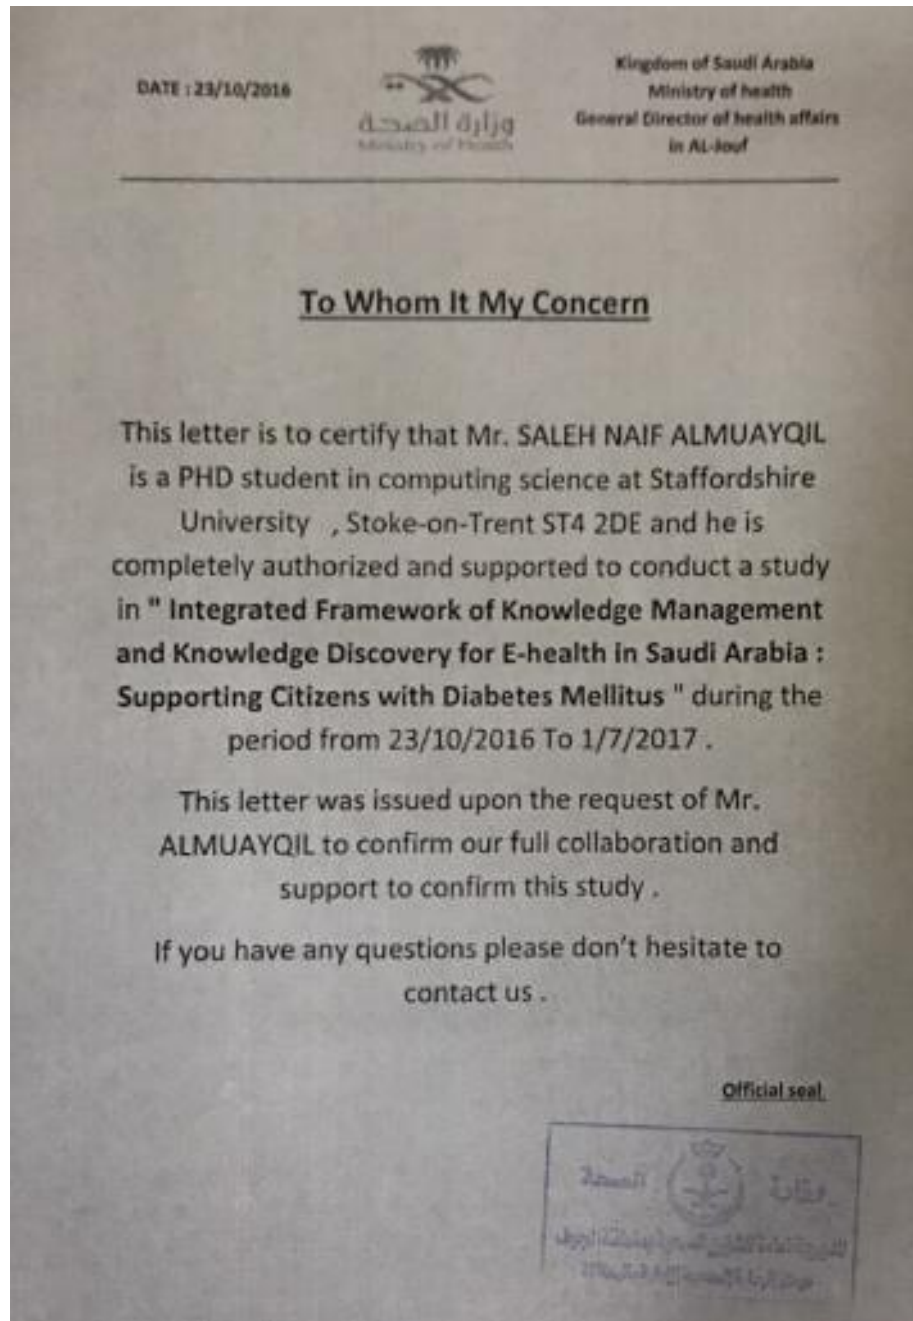 DATE : 23/10/2016
وزارة الصحة
Ministry of Health
Kingdom of Saudi Arabia
Ministry of health
General Director of health affairs
in AL-Jouf
To Whom It My Concern
This letter is to certify that Mr. SALEH NAIF ALMUAYQIL
is a PHD student in computing science at Staffordshire
University , Stoke-on-Trent ST4 2DE and he is
completely authorized and supported to conduct a study
in " Integrated Framework of Knowledge Management
and Knowledge Discovery for E-health in Saudi Arabia :
Supporting Citizens with Diabetes Mellitus " during the
period from 23/10/2016 To 1/7/2017 .
This letter was issued upon the request of Mr.
ALMUAYQIL to confirm our full collaboration and
support to confirm this study .
If you have any questions please don't hesitate to
contact us .
Official seal
الصحة